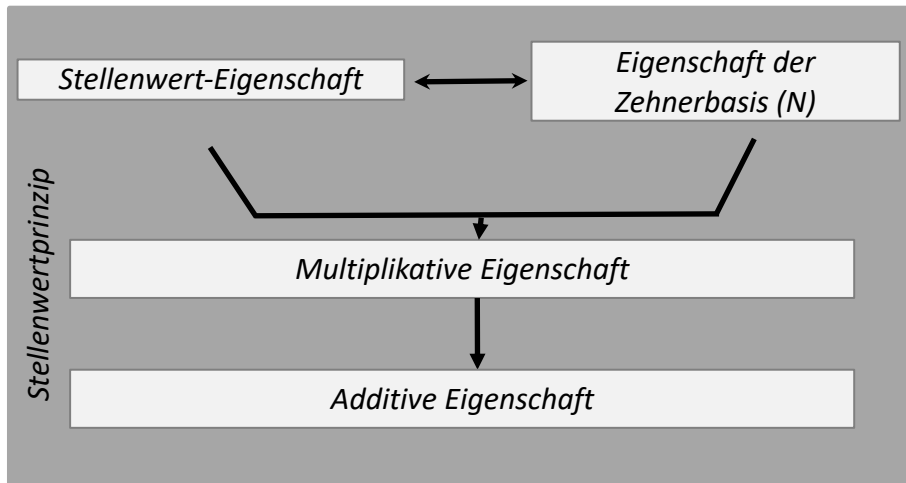 Stellenwert-Eigenschaft
Eigenschaft der
Zehnerbasis (N)
Stellenwertprinzip
Multiplikative Eigenschaft
Additive Eigenschaft